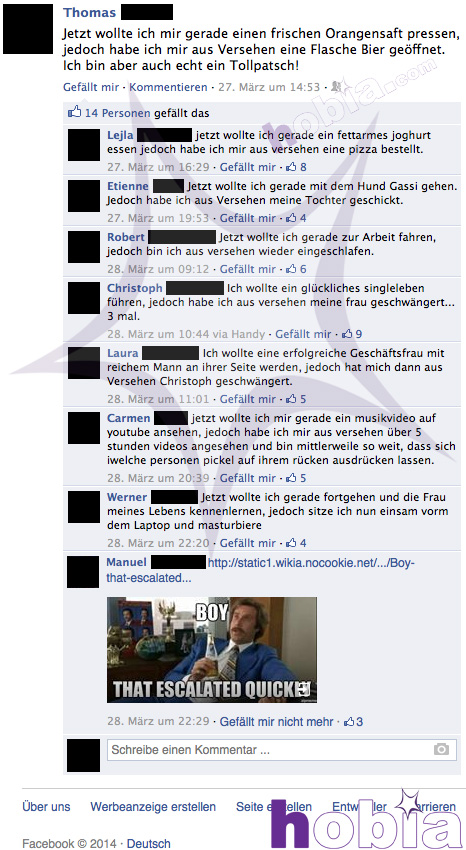 Thomas
Jetzt wollte ich mir gerade einen frischen Orangensaft pressen,
jedoch habe ich mir aus Versehen eine Flasche Bier geöffnet.
Ich bin aber auch echt ein Tollpatsch!
Gefällt mir · Kommentieren · 27. März um 14:53 ·
hobia.com
14 Personen gefällt das
Lejla jetzt wollte ich gerade ein fettarmes joghurt
essen jedoch habe ich mir aus versehen eine pizza bestellt.
27. März um 16:29 · Gefällt mir · 8
Etienne Jetzt wollte ich gerade mit dem Hund Gassi gehen.
Jedoch habe ich aus Versehen meine Tochter geschickt.
27. März um 19:53 · Gefällt mir · 4
Robert Jetzt wollte ich gerade zur Arbeit fahren,
jedoch bin ich aus versehen wieder eingeschlafen.
28. März um 09:12 · Gefällt mir · 6
Christoph Ich wollte ein glückliches singleleben
führen, jedoch habe ich aus versehen meine frau geschwängert...
3 mal.
28. März um 10:44 via Handy · Gefällt mir · 9
Laura Ich wollte eine erfolgreiche Geschäftsfrau mit
reichem Mann an ihrer Seite werden, jedoch hat mich dann aus
Versehen Christoph geschwängert.
28. März um 11:01 · Gefällt mir · 5
Carmen jetzt wollte ich mir gerade ein musikvideo auf
youtube ansehen, jedoch habe ich mir aus versehen über 5
stunden videos angesehen und bin mittlerweile so weit, dass sich
iwelche personen pickel auf ihrem rücken ausdrücken lassen.
28. März um 20:39 · Gefällt mir · 5
Werner Jetzt wollte ich gerade fortgehen und die Frau
meines Lebens kennenlernen, jedoch sitze ich nun einsam vorm
dem Laptop und masturbiere
28. März um 22:20 · Gefällt mir · 4
Manuel http://static1.wikia.nocookie.net/.../Boy-
that-escalated...
BOY
THAT ESCALATED QUICKLY
28. März um 22:29 · Gefällt mir nicht mehr · 3
Schreibe einen Kommentar ...
Über uns Werbeanzeige erstellen Seite erstellen Entwickler Karrieren
hobia
Facebook © 2014 · Deutsch